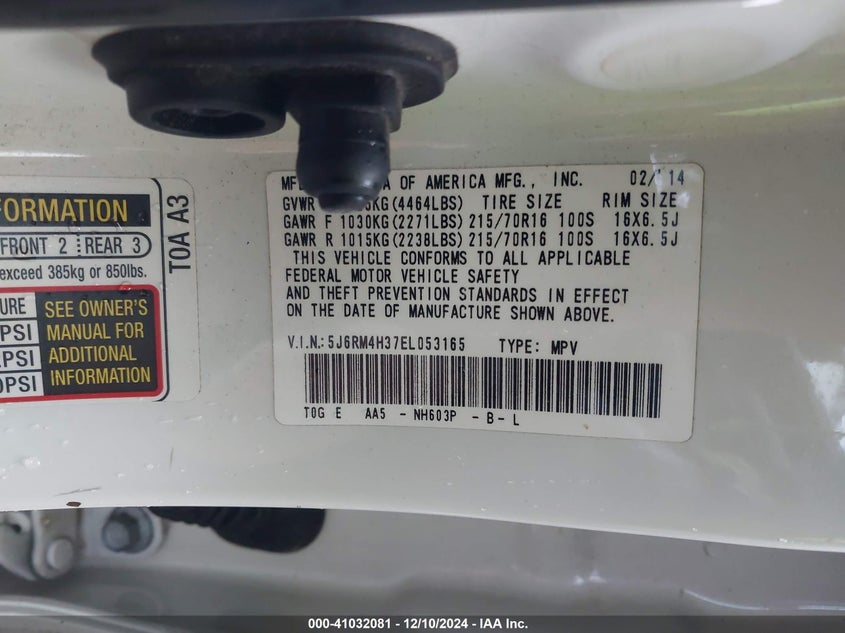 FORMATION
FRONT 2 REAR 3
exceed 385kg or 850lbs.
SEE OWNER'S
MANUAL FOR
ADDITIONAL
INFORMATION
PSI
PSI
PSI
T0A A3
OF AMERICA MFG., INC. 02/14
GVWR (4464LBS) TIRE SIZE RIM SIZE
GAWR F 1030KG(2271LBS) 215/70R16 100S 16X6.5J
GAWR R 1015KG(2238LBS) 215/70R16 100S 16X6.5J
THIS VEHICLE CONFORMS TO ALL APPLICABLE
FEDERAL MOTOR VEHICLE SAFETY
AND THEFT PREVENTION STANDARDS IN EFFECT
ON THE DATE OF MANUFACTURE SHOWN ABOVE.
V.I.N.:5J6RM4H37EL053165 TYPE: MPV
T0G E AA5 - NH603P - B - L
000-41032081 - 12/10/2024 - IAA Inc.